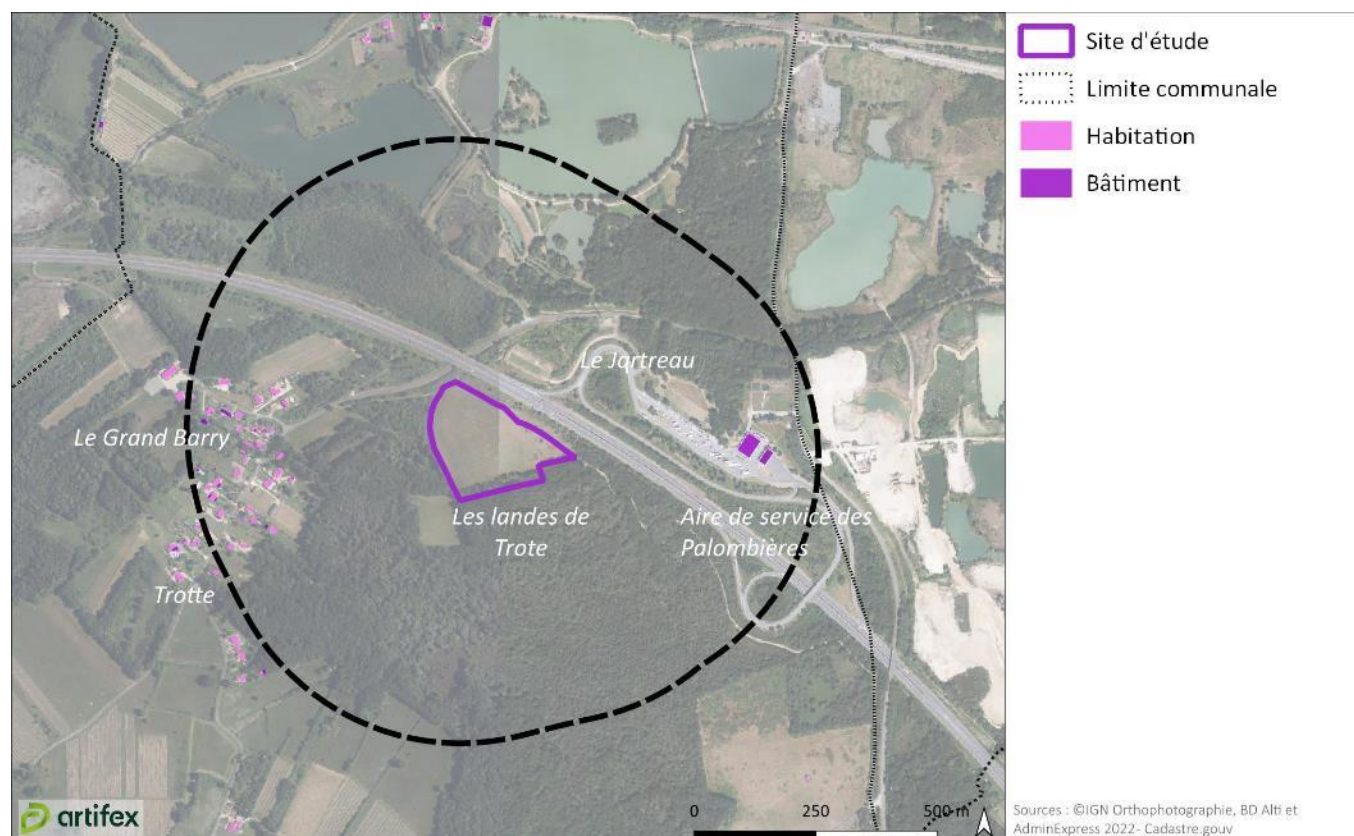 Site d'étude
Limite communale
Habitation
Bâtiment
Le Jartreau
Le Grand Barry
Les landes de
Trote
Aire de service des
Palombières
Trotte
0 250 500 m
artifex
Sources : ©IGN Orthophotographie, BD Alti et
AdminExpress 2022- Cadastre.gouv